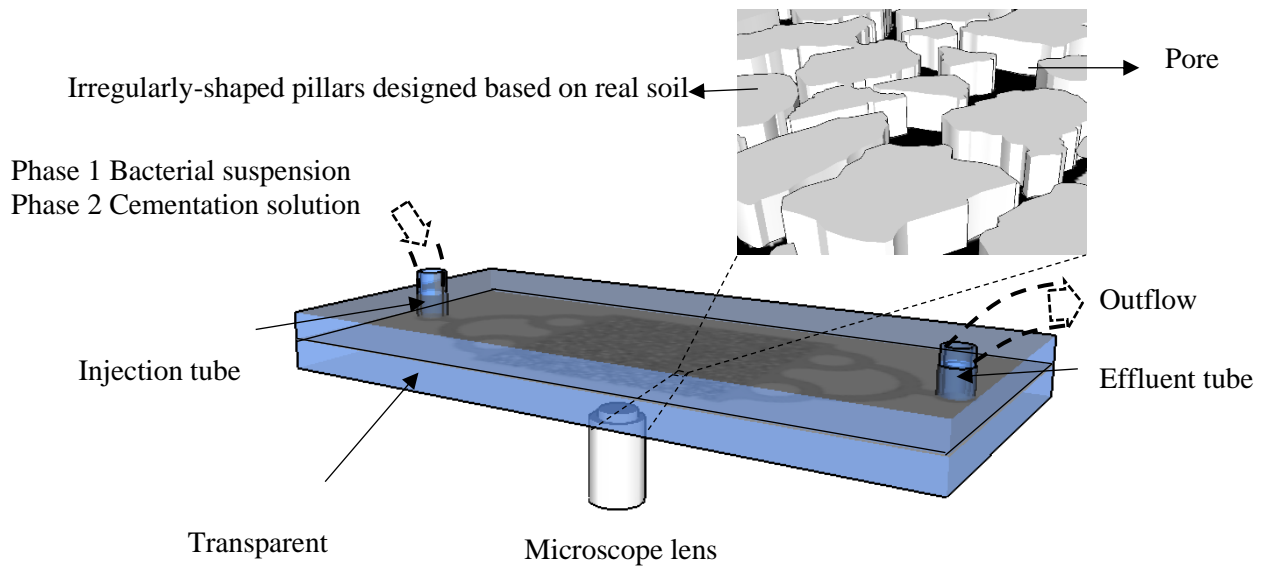 Pore
Irregularly-shaped pillars designed based on real soil
Phase 1 Bacterial suspension
Phase 2 Cementation solution
Outflow
Injection tube
Effluent tube
Transparent
Microscope lens